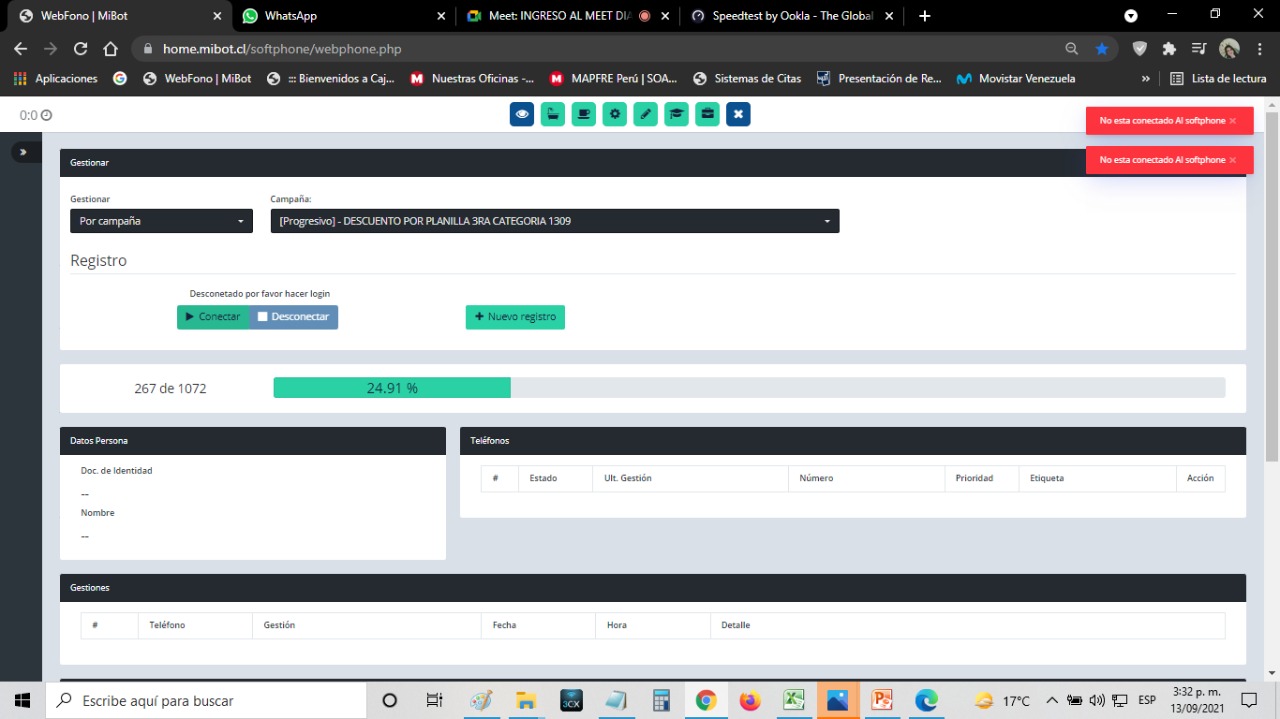 WebFono | MiBot
WhatsApp
Meet: INGRESO AL MEET DIA
Speedtest by Ookla - The Global
home.mibot.cl/softphone/webphone.php
Aplicaciones
WebFono | MiBot
::: Bienvenidos a Caj...
Nuestras Oficinas -...
MAPFRE Perú | SOA...
Sistemas de Citas
Presentación de Re...
Movistar Venezuela
»
Lista de lectura
0:0
No esta conectado Al softphone ×
No esta conectado Al softphone ×
Gestionar
Gestionar
Campaña:
Por campaña
[Progresivo] - DESCUENTO POR PLANILLA 3RA CATEGORIA 1309
Registro
Desconetado por favor hacer login
Conectar
Desconectar
+ Nuevo registro
267 de 1072
24.91 %
Datos Persona
Doc. de Identidad
--
Nombre
--
Teléfonos
# Estado Ult. Gestión Número Prioridad Etiqueta Acción
Gestiones
# Teléfono Gestión Fecha Hora Detalle
Escribe aquí para buscar
3CX
17°C
ESP
3:32 p. m.
13/09/2021